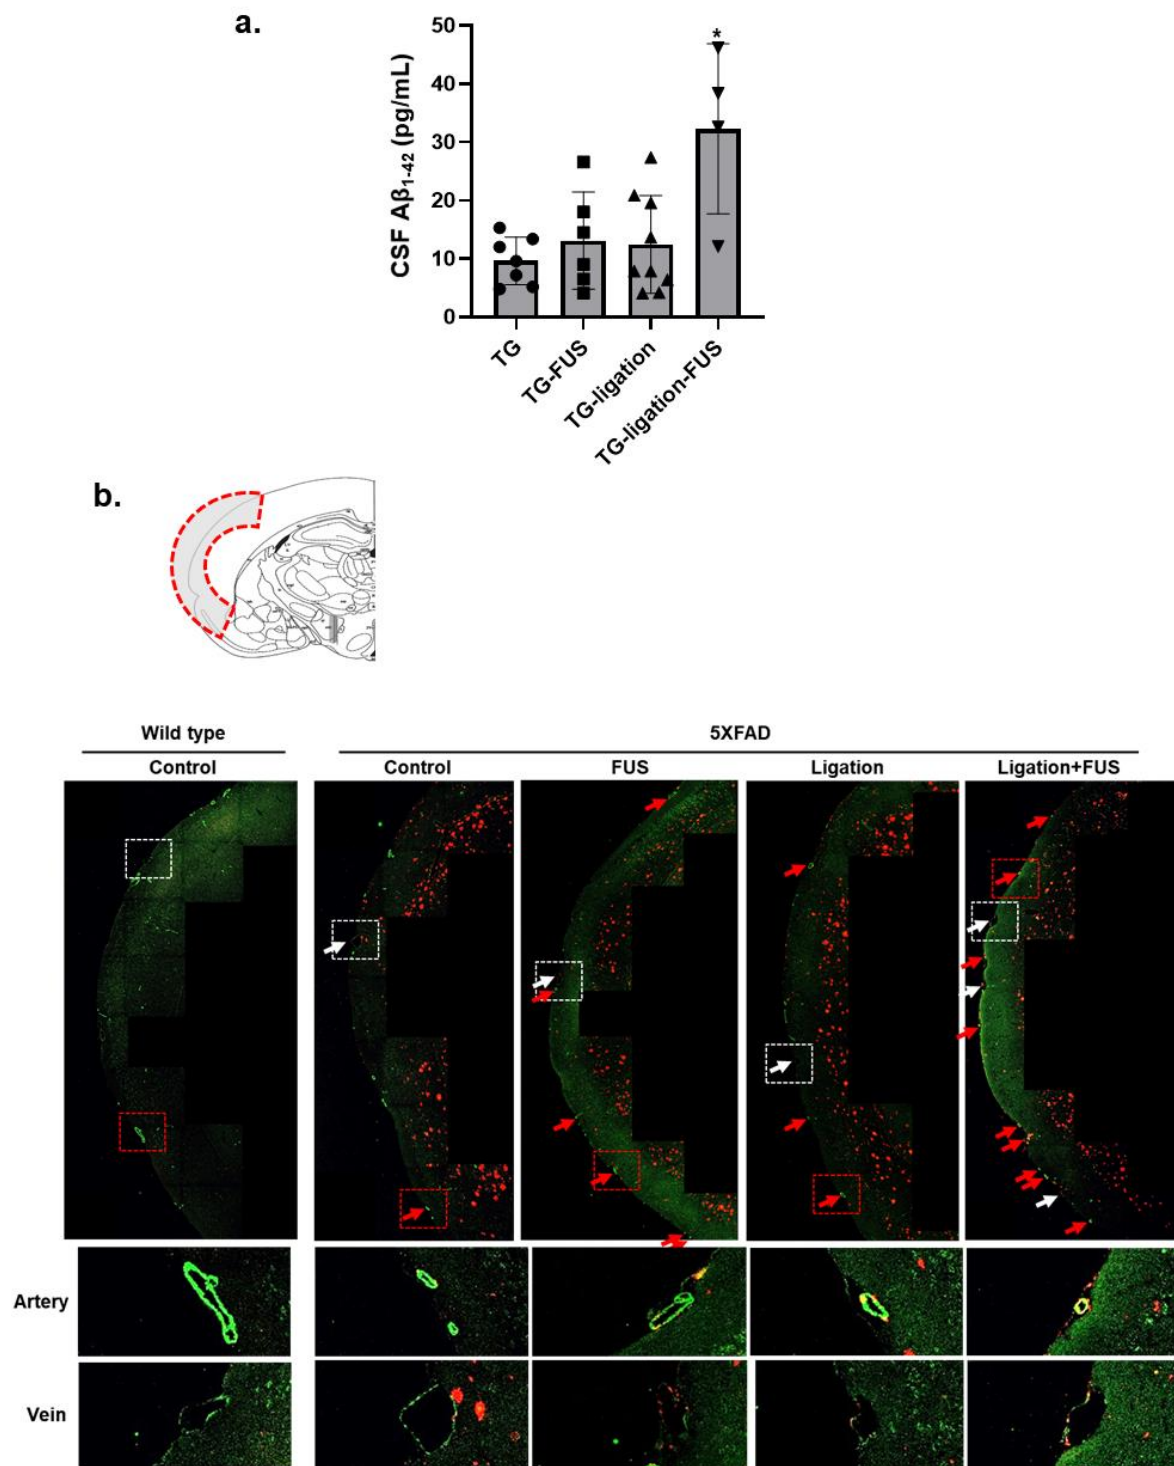 a.
CSF Aβ1-42 (pg/mL)
50
40
30
20
10
0
*
TG
TG-FUS
TG-ligation
TG-ligation-FUS
b.
Wild type
5XFAD
Control
Control
FUS
Ligation
Ligation+FUS
Artery
Vein